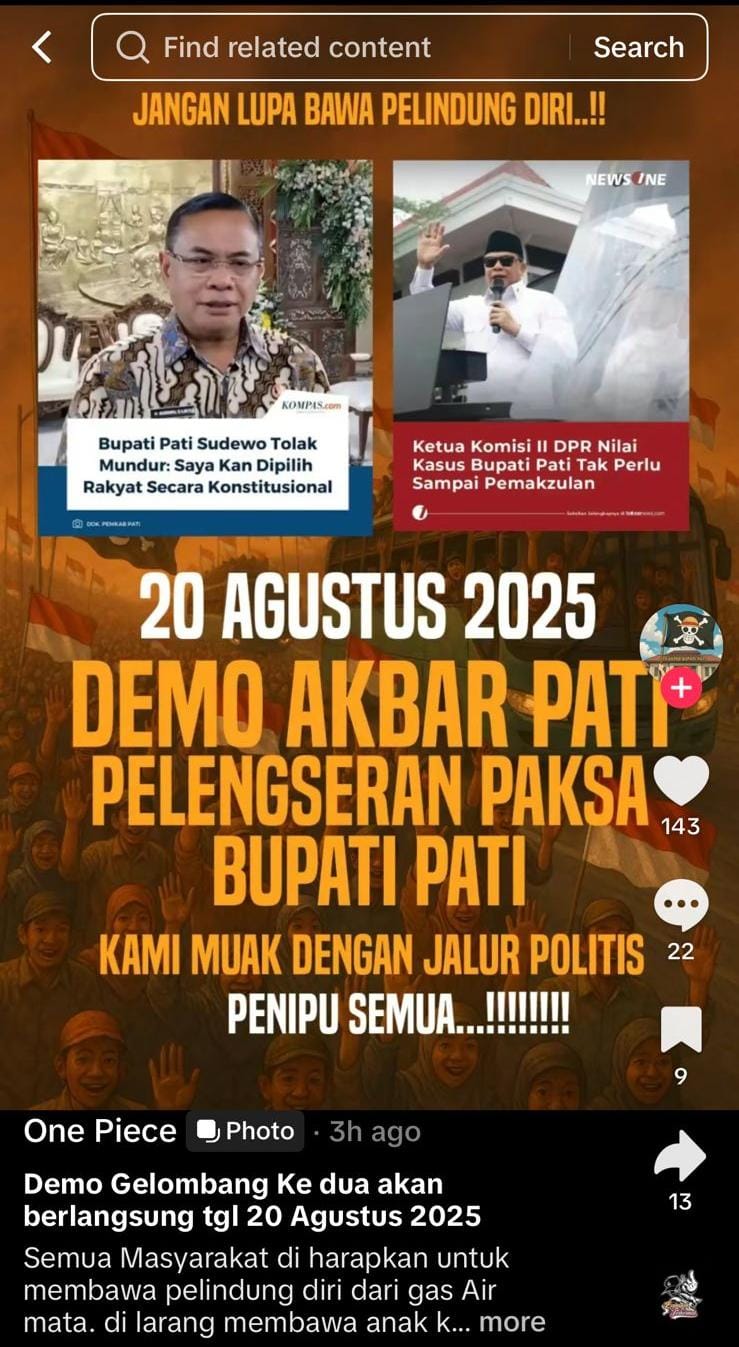 Find related content
Search
JANGAN LUPA BAWA PELINDUNG DIRI..!!
KOMPAS.com
Bupati Pati Sudewo Tolak
Mundur: Saya Kan Dipilih
Rakyat Secara Konstitusional
DOK. PEMKAB PATI
NEWSONE
Ketua Komisi II DPR Nilai
Kasus Bupati Pati Tak Perlu
Sampai Pemakzulan
20 AGUSTUS 2025
DEMO AKBAR PATI
PELENGSERAN PAKSA
BUPATI PATI
KAMI MUAK DENGAN JALUR POLITIS
PENIPU SEMUA...!!!!!!!!
143
22
9
13
One Piece Photo · 3h ago
Demo Gelombang Ke dua akan
berlangsung tgl 20 Agustus 2025
Semua Masyarakat di harapkan untuk
membawa pelindung diri dari gas Air
mata. di larang membawa anak k... more